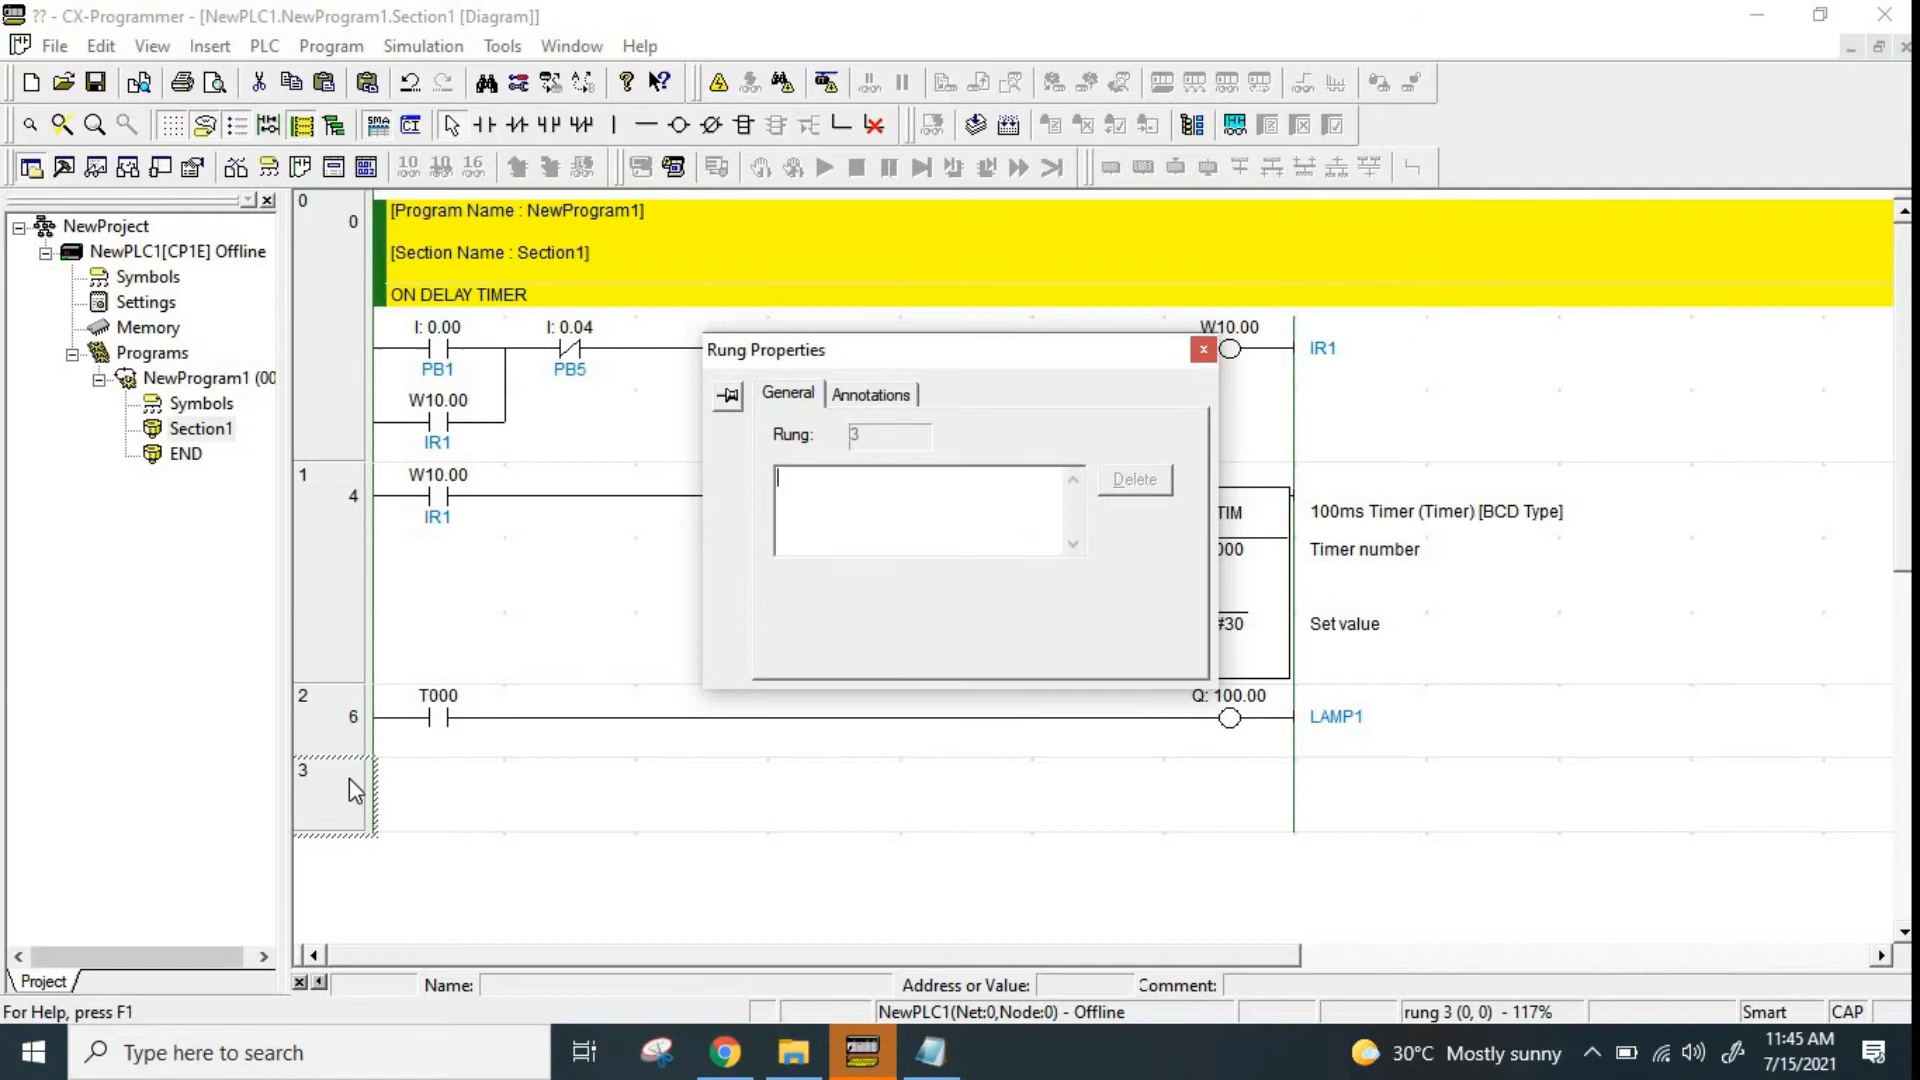 ?? - CX-Programmer - [NewPLC1.NewProgram1.Section1 [Diagram]]
File Edit View Insert PLC Program Simulation Tools Window Help
SMA CI
10 10 16
NewProject
NewPLC1[CP1E] Offline
Symbols
Settings
Memory
Programs
NewProgram1 (00
Symbols
Section1
END
Project
0
0
[Program Name : NewProgram1]
[Section Name : Section1]
ON DELAY TIMER
I: 0.00 I: 0.04 W10.00
IR1
PB1 PB5
W10.00
IR1
1
4
W10.00
IR1
TIM
100ms Timer (Timer) [BCD Type]
000
Timer number
#30
Set value
2
6
T000 Q: 100.00
LAMP1
3
Rung Properties
General Annotations
Rung: 3
Delete
Name: Address or Value: Comment:
For Help, press F1
NewPLC1(Net:0,Node:0) - Offline
rung 3 (0, 0) - 117%
Smart
CAP
Type here to search
30°C Mostly sunny
11:45 AM
7/15/2021